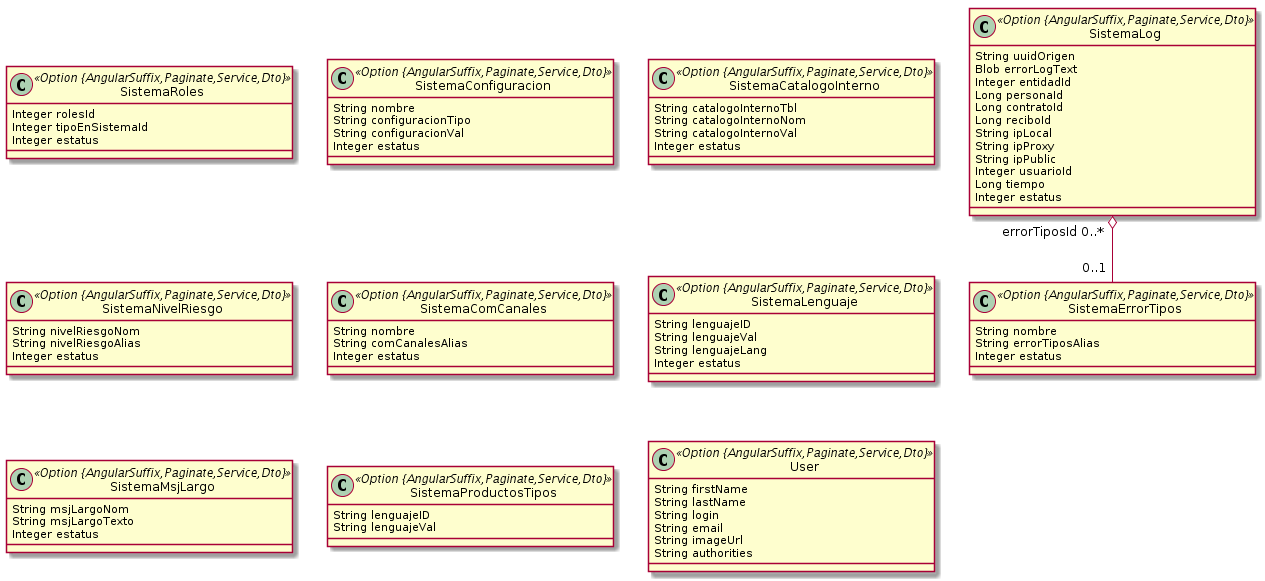 C «Option {AngularSuffix,Paginate,Service,Dto}»
SistemaRoles
Integer rolesId
Integer tipoEnSistemaId
Integer estatus
C «Option {AngularSuffix,Paginate,Service,Dto}»
SistemaConfiguracion
String nombre
String configuracionTipo
String configuracionVal
Integer estatus
C «Option {AngularSuffix,Paginate,Service,Dto}»
SistemaCatalogoInterno
String catalogoInternoTbl
String catalogoInternoNom
String catalogoInternoVal
Integer estatus
C «Option {AngularSuffix,Paginate,Service,Dto}»
SistemaLog
String uuidOrigen
Blob errorLogText
Integer entidadId
Long personaId
Long contratoId
Long reciboId
String ipLocal
String ipProxy
String ipPublic
Integer usuarioId
Long tiempo
Integer estatus
errorTiposId 0..*
0..1
C «Option {AngularSuffix,Paginate,Service,Dto}»
SistemaNivelRiesgo
String nivelRiesgoNom
String nivelRiesgoAlias
Integer estatus
C «Option {AngularSuffix,Paginate,Service,Dto}»
SistemaComCanales
String nombre
String comCanalesAlias
Integer estatus
C «Option {AngularSuffix,Paginate,Service,Dto}»
SistemaLenguaje
String lenguajeID
String lenguajeVal
String lenguajeLang
Integer estatus
C «Option {AngularSuffix,Paginate,Service,Dto}»
SistemaErrorTipos
String nombre
String errorTiposAlias
Integer estatus
C «Option {AngularSuffix,Paginate,Service,Dto}»
SistemaMsjLargo
String msjLargoNom
String msjLargoTexto
Integer estatus
C «Option {AngularSuffix,Paginate,Service,Dto}»
SistemaProductosTipos
String lenguajeID
String lenguajeVal
C «Option {AngularSuffix,Paginate,Service,Dto}»
User
String firstName
String lastName
String login
String email
String imageUrl
String authorities